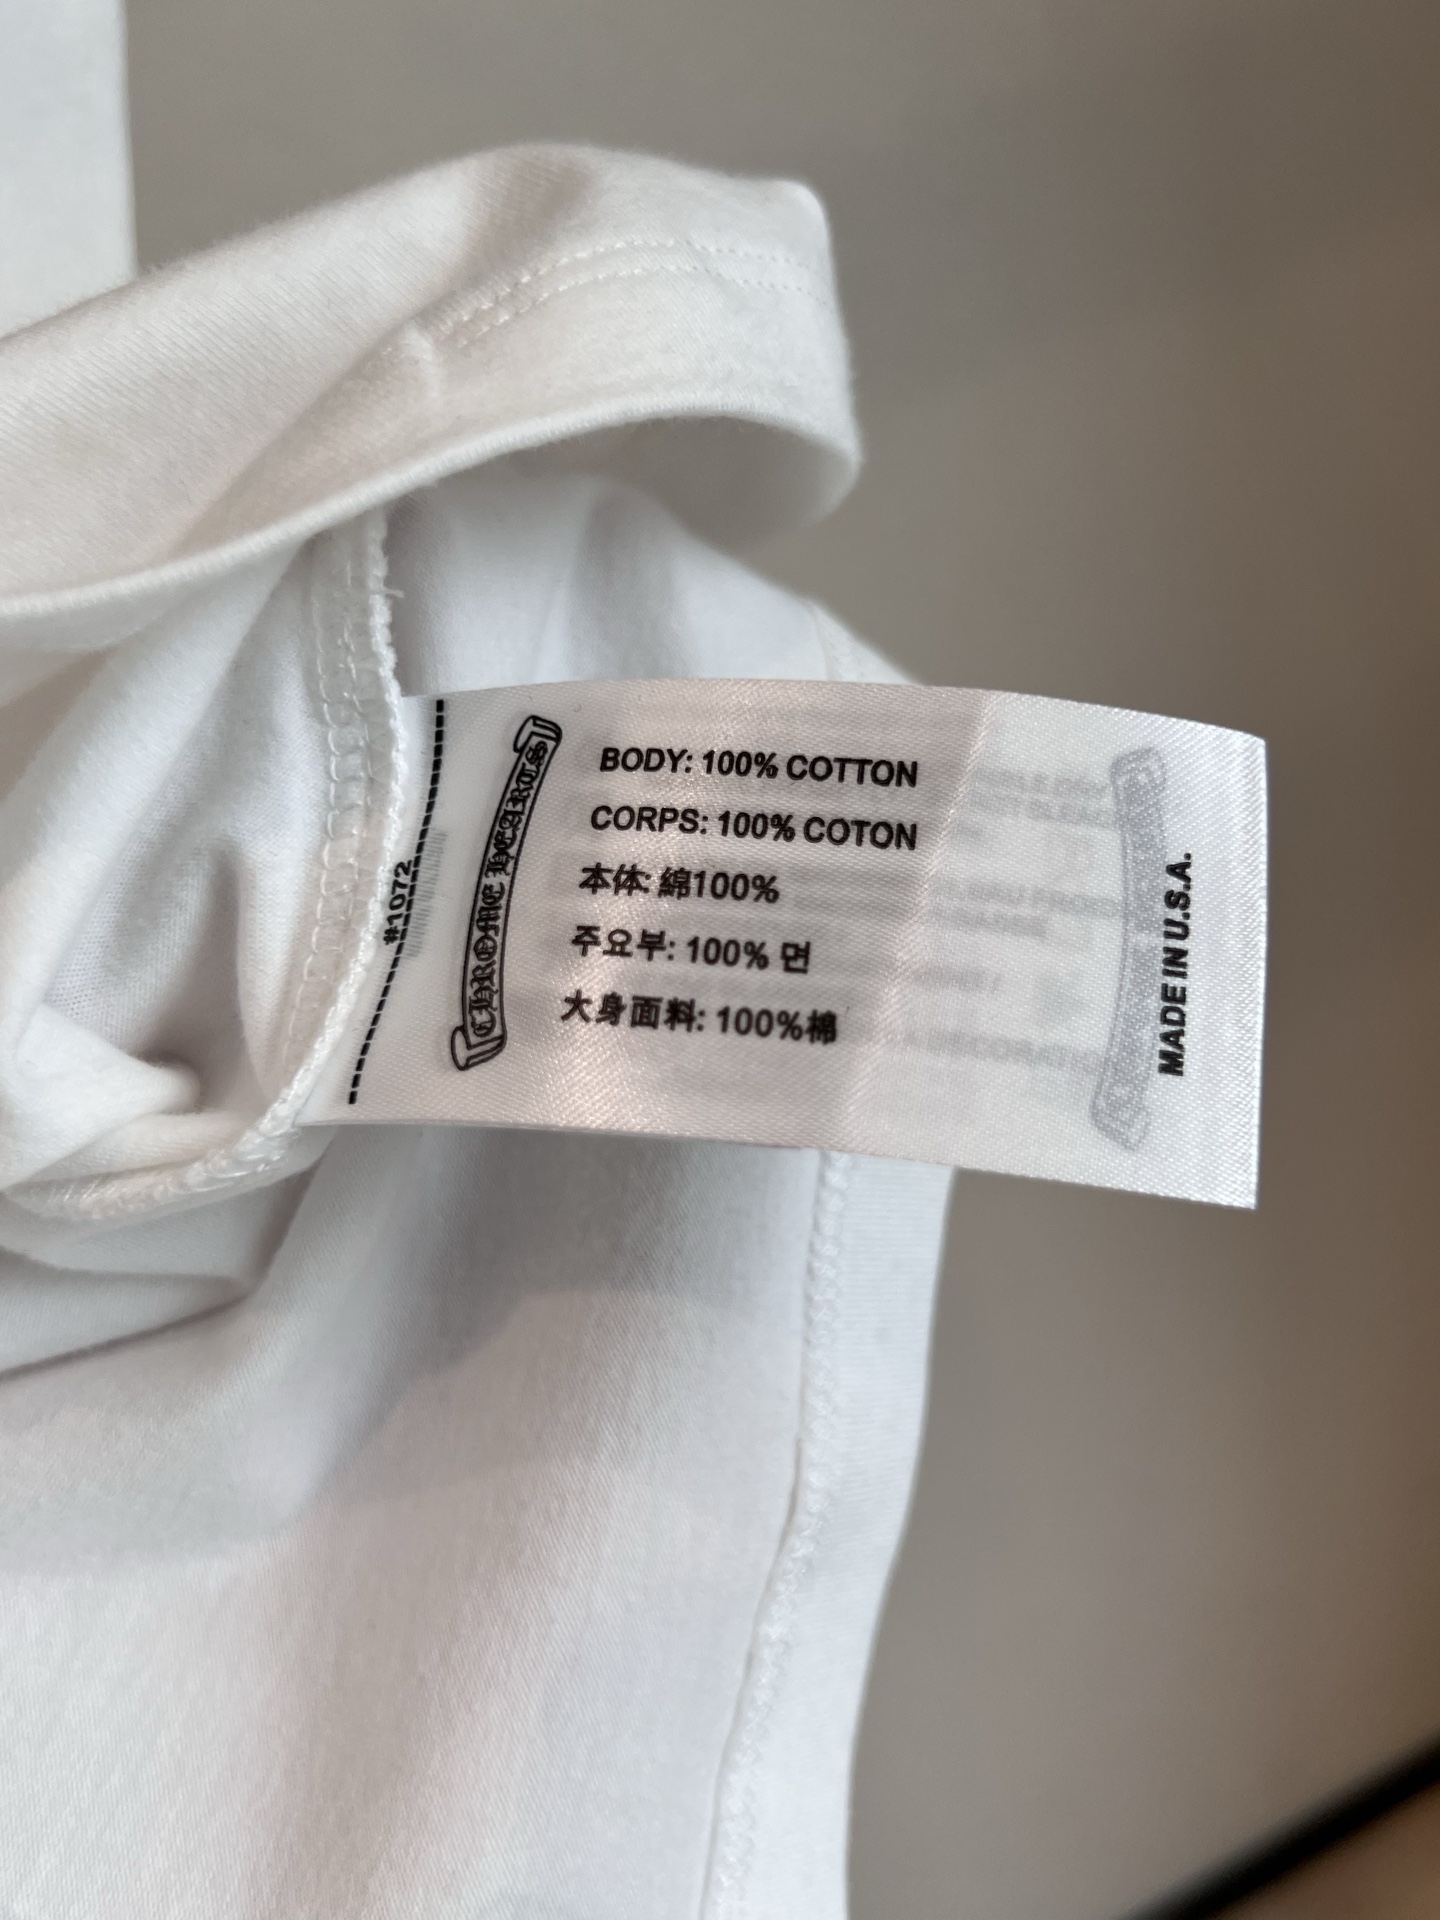 #1072
CHROME HEARTS
BODY: 100% COTTON
CORPS: 100% COTON
本体: 綿100%
주요부: 100% 면
大身面料: 100%棉
MADE IN U.S.A.